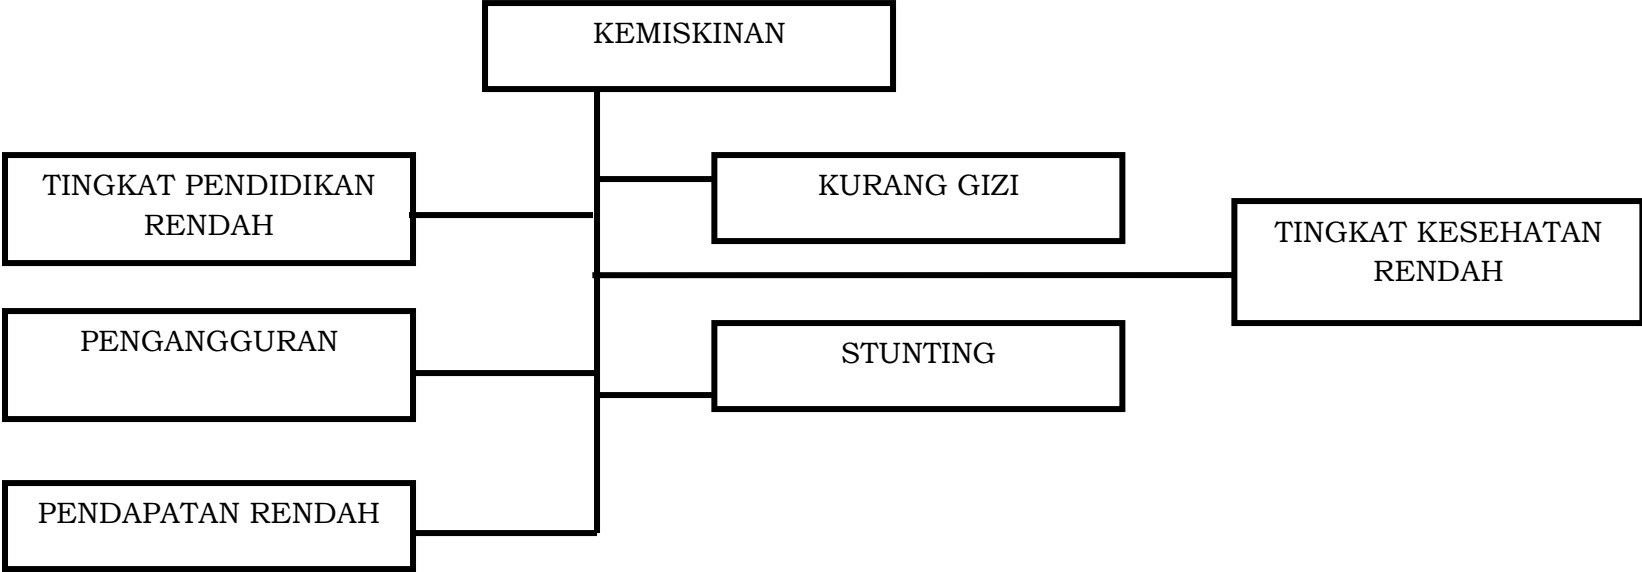 KEMISKINAN
TINGKAT PENDIDIKAN
RENDAH
KURANG GIZI
TINGKAT KESEHATAN
RENDAH
PENGANGGURAN
STUNTING
PENDAPATAN RENDAH